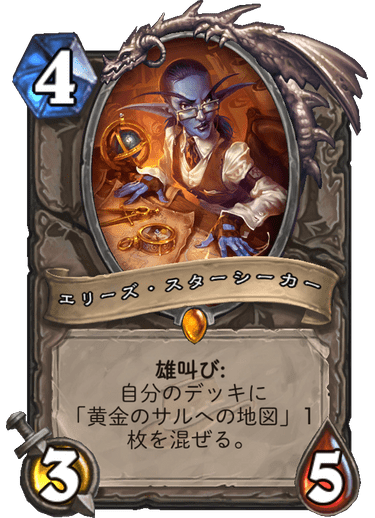 4
エリーズ・スターシーカー
雄叫び:
自分のデッキに
「黄金のサルへの地図」1
枚を混ぜる。
3
5